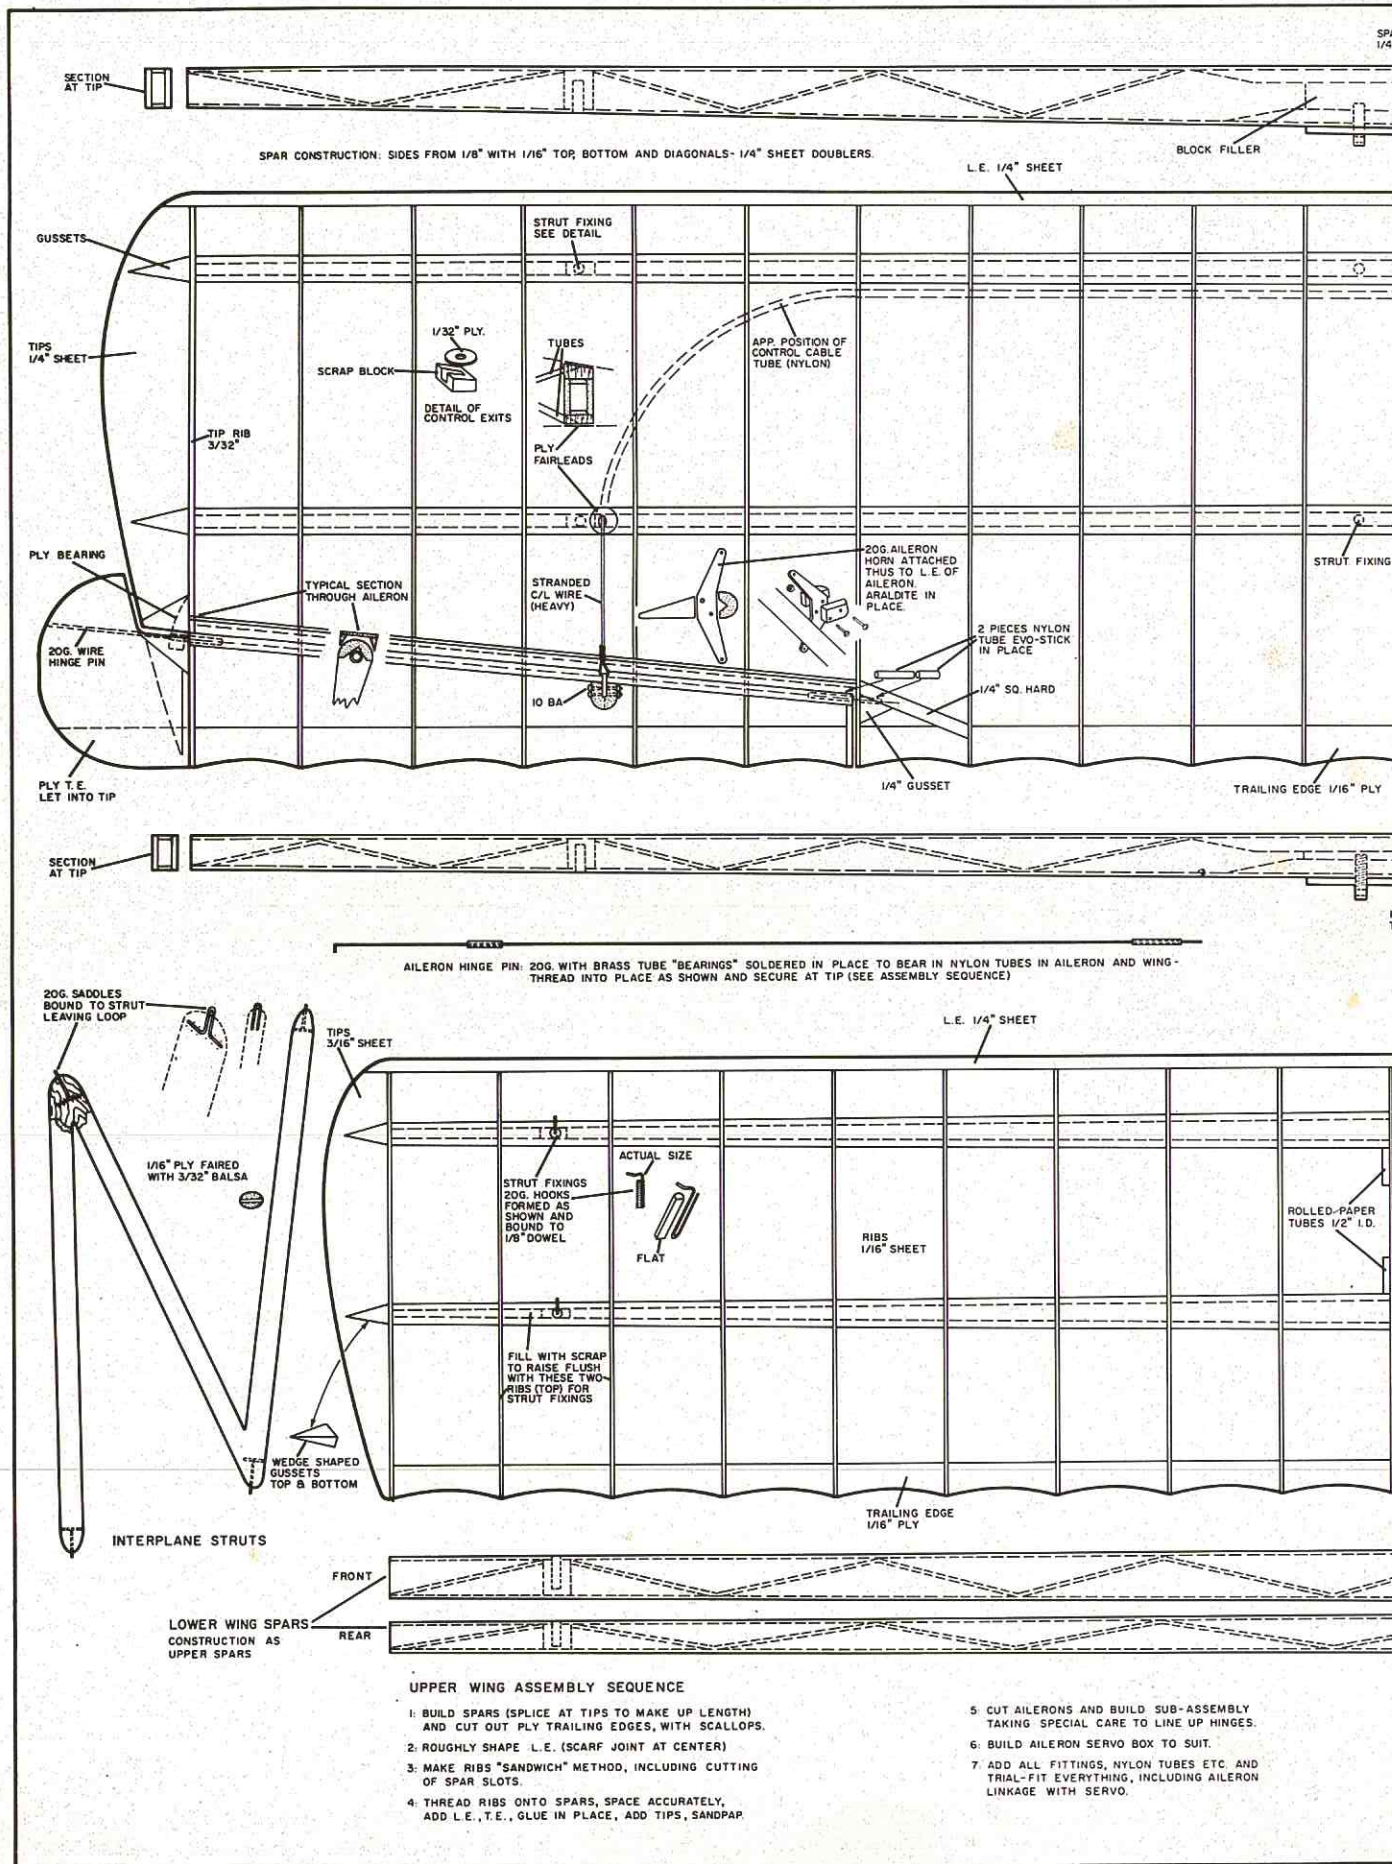 SPA
1/4
SECTION
AT TIP
BLOCK FILLER
SPAR CONSTRUCTION: SIDES FROM 1/8" WITH 1/16" TOP, BOTTOM AND DIAGONALS- 1/4" SHEET DOUBLERS.
L.E. 1/4" SHEET
GUSSETS
STRUT FIXING
SEE DETAIL
TIPS
1/4" SHEET
1/32" PLY.
SCRAP BLOCK
DETAIL OF
CONTROL EXITS
TUBES
APP. POSITION OF
CONTROL CABLE
TUBE (NYLON)
TIP RIB
3/32"
PLY
FAIRLEADS
PLY BEARING
TYPICAL SECTION
THROUGH AILERON
STRANDED
C/L WIRE
(HEAVY)
20G. AILERON
HORN ATTACHED
THUS TO L.E. OF
AILERON.
ARALDITE IN
PLACE.
STRUT FIXING
20G. WIRE
HINGE PIN
2 PIECES NYLON
TUBE EVO-STICK
IN PLACE
10 BA
1/4" SQ. HARD
PLY T.E.
LET INTO TIP
1/4" GUSSET
TRAILING EDGE 1/16" PLY
SECTION
AT TIP
AILERON HINGE PIN: 20G. WITH BRASS TUBE "BEARINGS" SOLDERED IN PLACE TO BEAR IN NYLON TUBES IN AILERON AND WING-
THREAD INTO PLACE AS SHOWN AND SECURE AT TIP (SEE ASSEMBLY SEQUENCE)
20G. SADDLES
BOUND TO STRUT
LEAVING LOOP
TIPS
3/16" SHEET
L.E. 1/4" SHEET
1/16" PLY FAIRED
WITH 3/32" BALSA
STRUT FIXINGS
20G. HOOKS
FORMED AS
SHOWN AND
BOUND TO
1/8" DOWEL
ACTUAL SIZE
FLAT
RIBS
1/16" SHEET
ROLLED-PAPER
TUBES 1/2" I.D.
FILL WITH SCRAP
TO RAISE FLUSH
WITH THESE TWO
RIBS (TOP) FOR
STRUT FIXINGS
WEDGE SHAPED
GUSSETS
TOP & BOTTOM
TRAILING EDGE
1/16" PLY
INTERPLANE STRUTS
FRONT
LOWER WING SPARS
CONSTRUCTION AS
UPPER SPARS
REAR
UPPER WING ASSEMBLY SEQUENCE
1: BUILD SPARS (SPLICE AT TIPS TO MAKE UP LENGTH)
AND CUT OUT PLY TRAILING EDGES, WITH SCALLOPS.
2: ROUGHLY SHAPE L.E. (SCARF JOINT AT CENTER)
3: MAKE RIBS "SANDWICH" METHOD, INCLUDING CUTTING
OF SPAR SLOTS.
4: THREAD RIBS ONTO SPARS, SPACE ACCURATELY,
ADD L.E., T.E., GLUE IN PLACE, ADD TIPS, SANDPAP.
5: CUT AILERONS AND BUILD SUB-ASSEMBLY
TAKING SPECIAL CARE TO LINE UP HINGES.
6: BUILD AILERON SERVO BOX TO SUIT.
7: ADD ALL FITTINGS, NYLON TUBES ETC. AND
TRIAL-FIT EVERYTHING, INCLUDING AILERON
LINKAGE WITH SERVO.